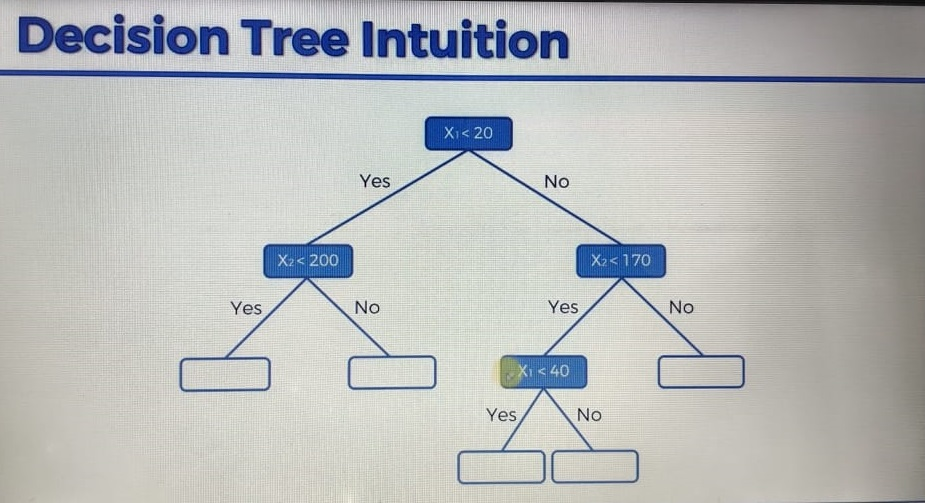 Decision Tree Intuition
X₁ < 20
Yes
No
X₂ < 200
X₂ < 170
Yes
No
Yes
No
X₁ < 40
Yes
No